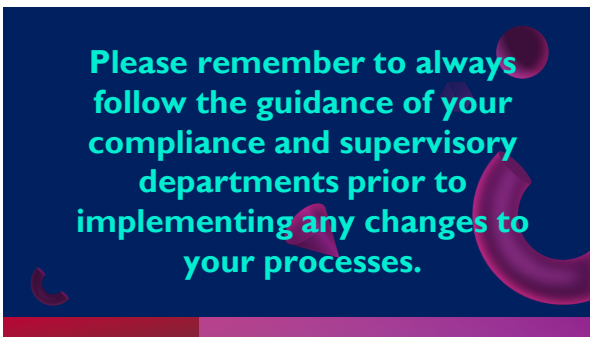 Please remember to always
follow the guidance of your
compliance and supervisory
departments prior to
implementing any changes to
your processes.